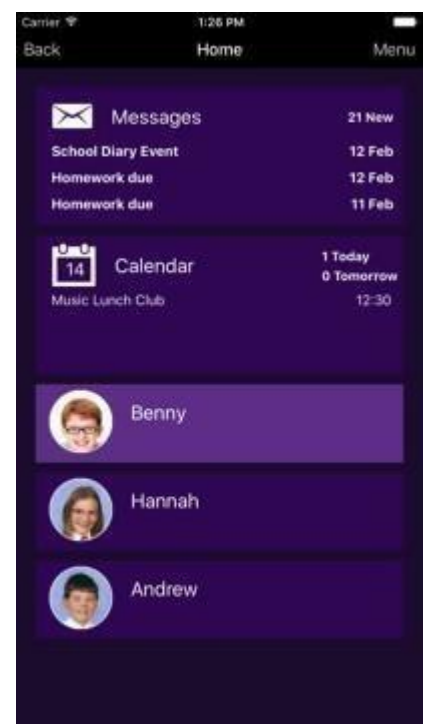 Carrier 1:26 PM
Back Home Menu
Messages 21 New
School Diary Event 12 Feb
Homework due 12 Feb
Homework due 11 Feb
14 Calendar 1 Today
0 Tomorrow
Music Lunch Club 12:30
Benny
Hannah
Andrew